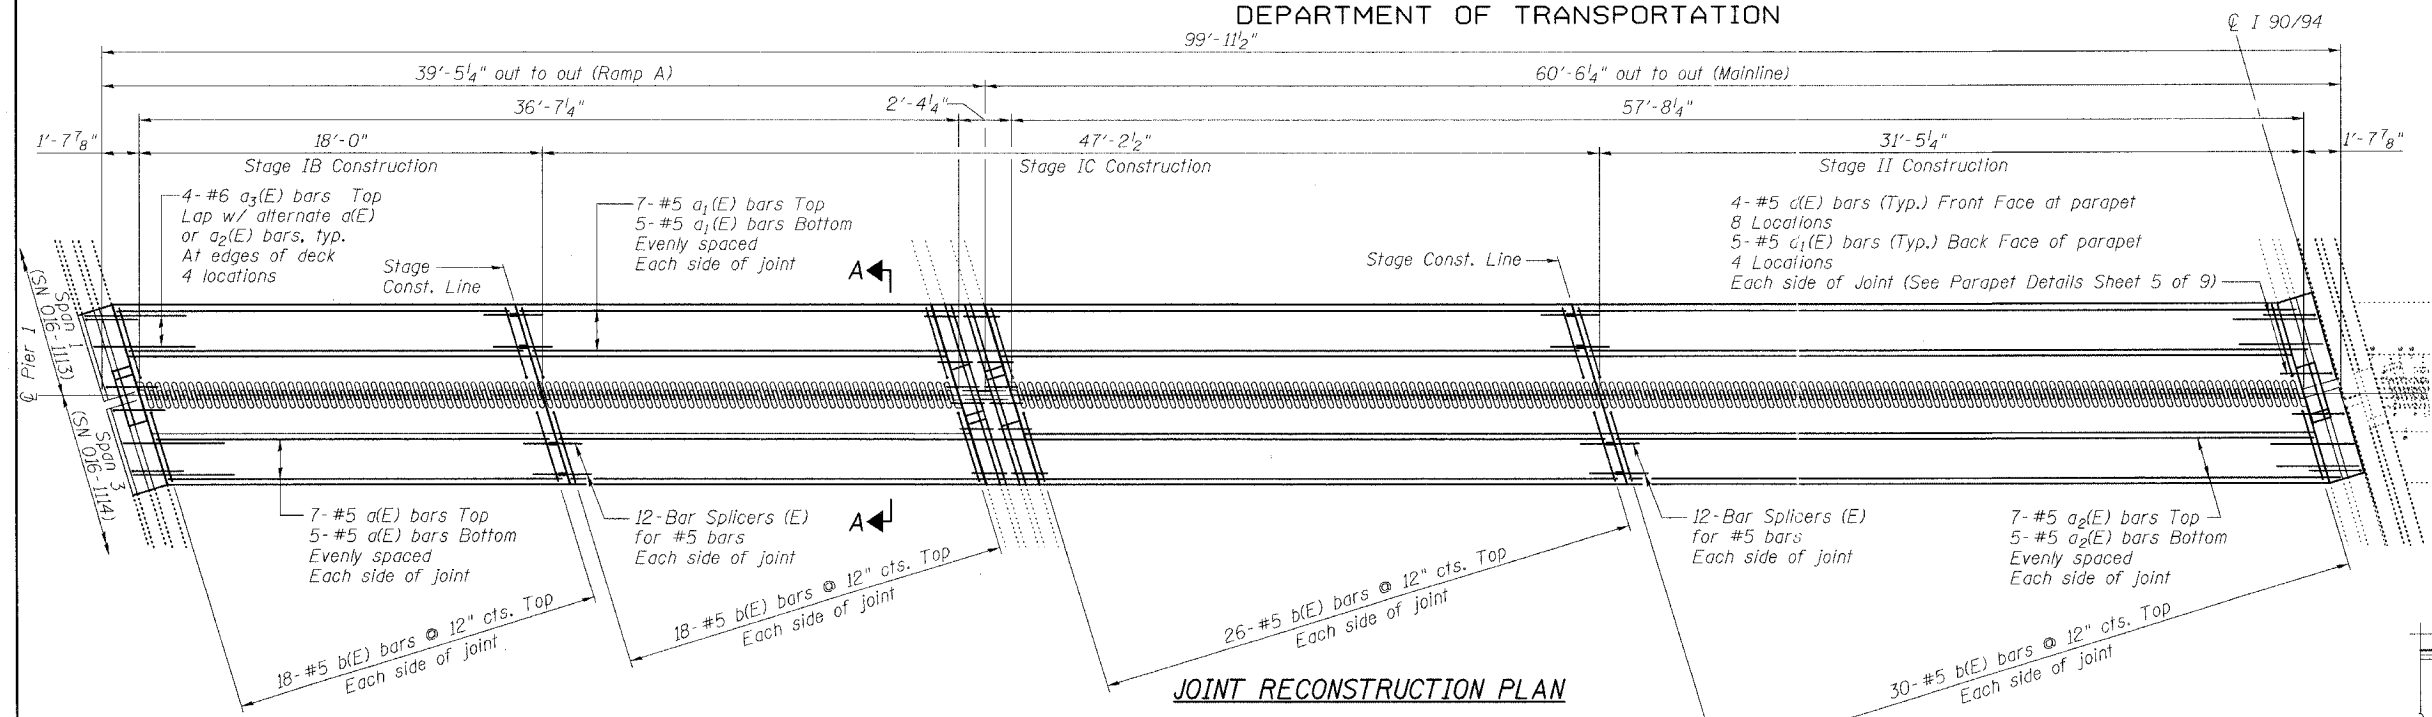 DEPARTMENT OF TRANSPORTATION
℄ I 90/94
99'-11½"
39'-5¼" out to out (Ramp A)
60'-6¼" out to out (Mainline)
36'-7¼"
2'-4¼"
57'-8¼"
1'-7⅞"
18'-0"
47'-2½"
31'-5¼"
1'-7⅞"
Stage IB Construction
Stage IC Construction
Stage II Construction
4-#6 a3(E) bars Top
Lap w/ alternate a(E)
or a2(E) bars, typ.
At edges of deck
4 locations
Stage
Const. Line
7-#5 a1(E) bars Top
5-#5 a1(E) bars Bottom
Evenly spaced
Each side of joint
A
Stage Const. Line
4-#5 d(E) bars (Typ.) Front Face at parapet
8 Locations
5-#5 d1(E) bars (Typ.) Back Face of parapet
4 Locations
Each side of Joint (See Parapet Details Sheet 5 of 9)
Span 1
(SN 016-1113)
℄ Pier 1
Span 3
(SN 016-1114)
7-#5 a(E) bars Top
5-#5 a(E) bars Bottom
Evenly spaced
Each side of joint
12-Bar Splicers (E)
for #5 bars
Each side of joint
A
12-Bar Splicers (E)
for #5 bars
Each side of joint
7-#5 a2(E) bars Top
5-#5 a2(E) bars Bottom
Evenly spaced
Each side of joint
18-#5 b(E) bars @ 12" cts. Top
Each side of joint
18-#5 b(E) bars @ 12" cts. Top
Each side of joint
26-#5 b(E) bars @ 12" cts. Top
Each side of joint
30-#5 b(E) bars @ 12" cts. Top
Each side of joint
JOINT RECONSTRUCTION PLAN